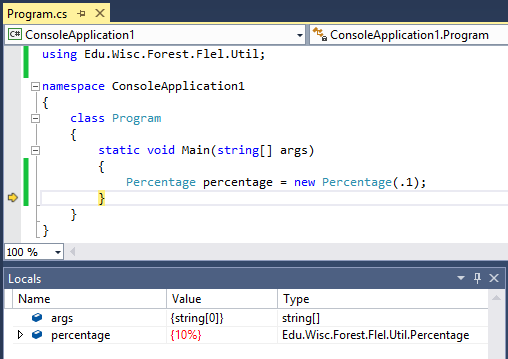 Program.cs
C# ConsoleApplication1 ConsoleApplication1.Program
using Edu.Wisc.Forest.Flel.Util;
namespace ConsoleApplication1
{
class Program
{
static void Main(string[] args)
{
Percentage percentage = new Percentage(.1);
}
}
}
100 %
Locals
Name Value Type
args {string[0]} string[]
percentage {10%} Edu.Wisc.Forest.Flel.Util.Percentage